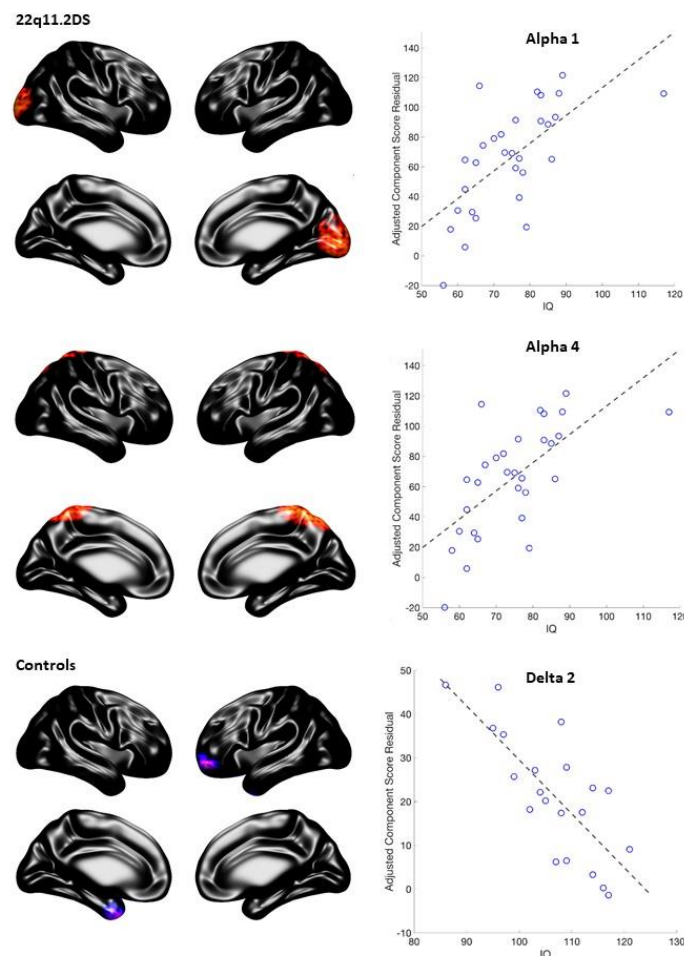 22q11.2DS
Alpha 1
Adjusted Component Score Residual
140
120
100
80
60
40
20
0
-20
50 60 70 80 90 100 110 120
IQ
Alpha 4
Adjusted Component Score Residual
140
120
100
80
60
40
20
0
-20
50 60 70 80 90 100 110 120
IQ
Controls
Delta 2
Adjusted Component Score Residual
50
40
30
20
10
0
-10
80 90 100 110 120 130
IQ